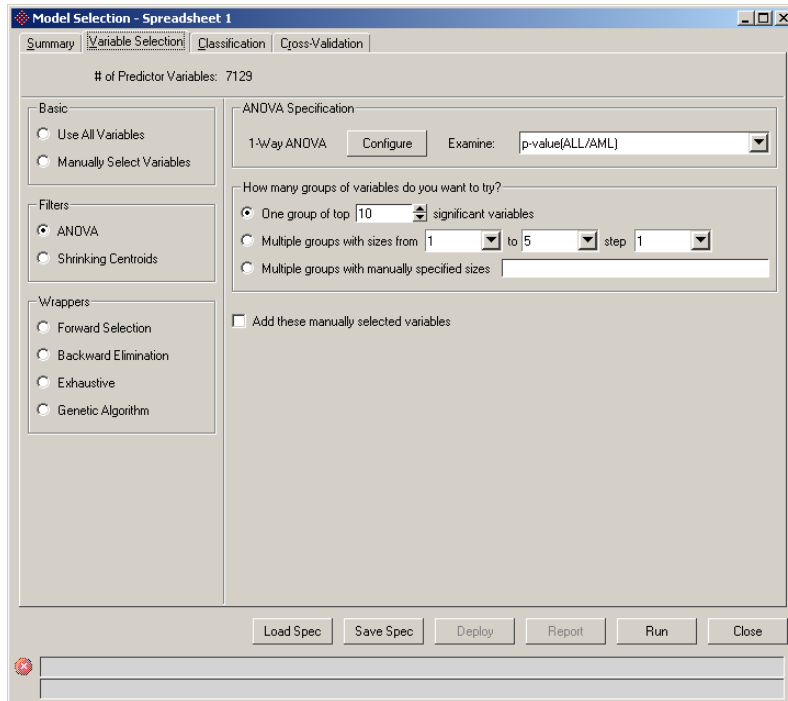 Model Selection - Spreadsheet 1
Summary Variable Selection Classification Cross-Validation
# of Predictor Variables: 7129
Basic
Use All Variables
Manually Select Variables
Filters
ANOVA
Shrinking Centroids
Wrappers
Forward Selection
Backward Elimination
Exhaustive
Genetic Algorithm
ANOVA Specification
1-Way ANOVA Configure Examine: p-value(ALL/AML)
How many groups of variables do you want to try?
One group of top 10 significant variables
Multiple groups with sizes from 1 to 5 step 1
Multiple groups with manually specified sizes
Add these manually selected variables
Load Spec Save Spec Deploy Report Run Close